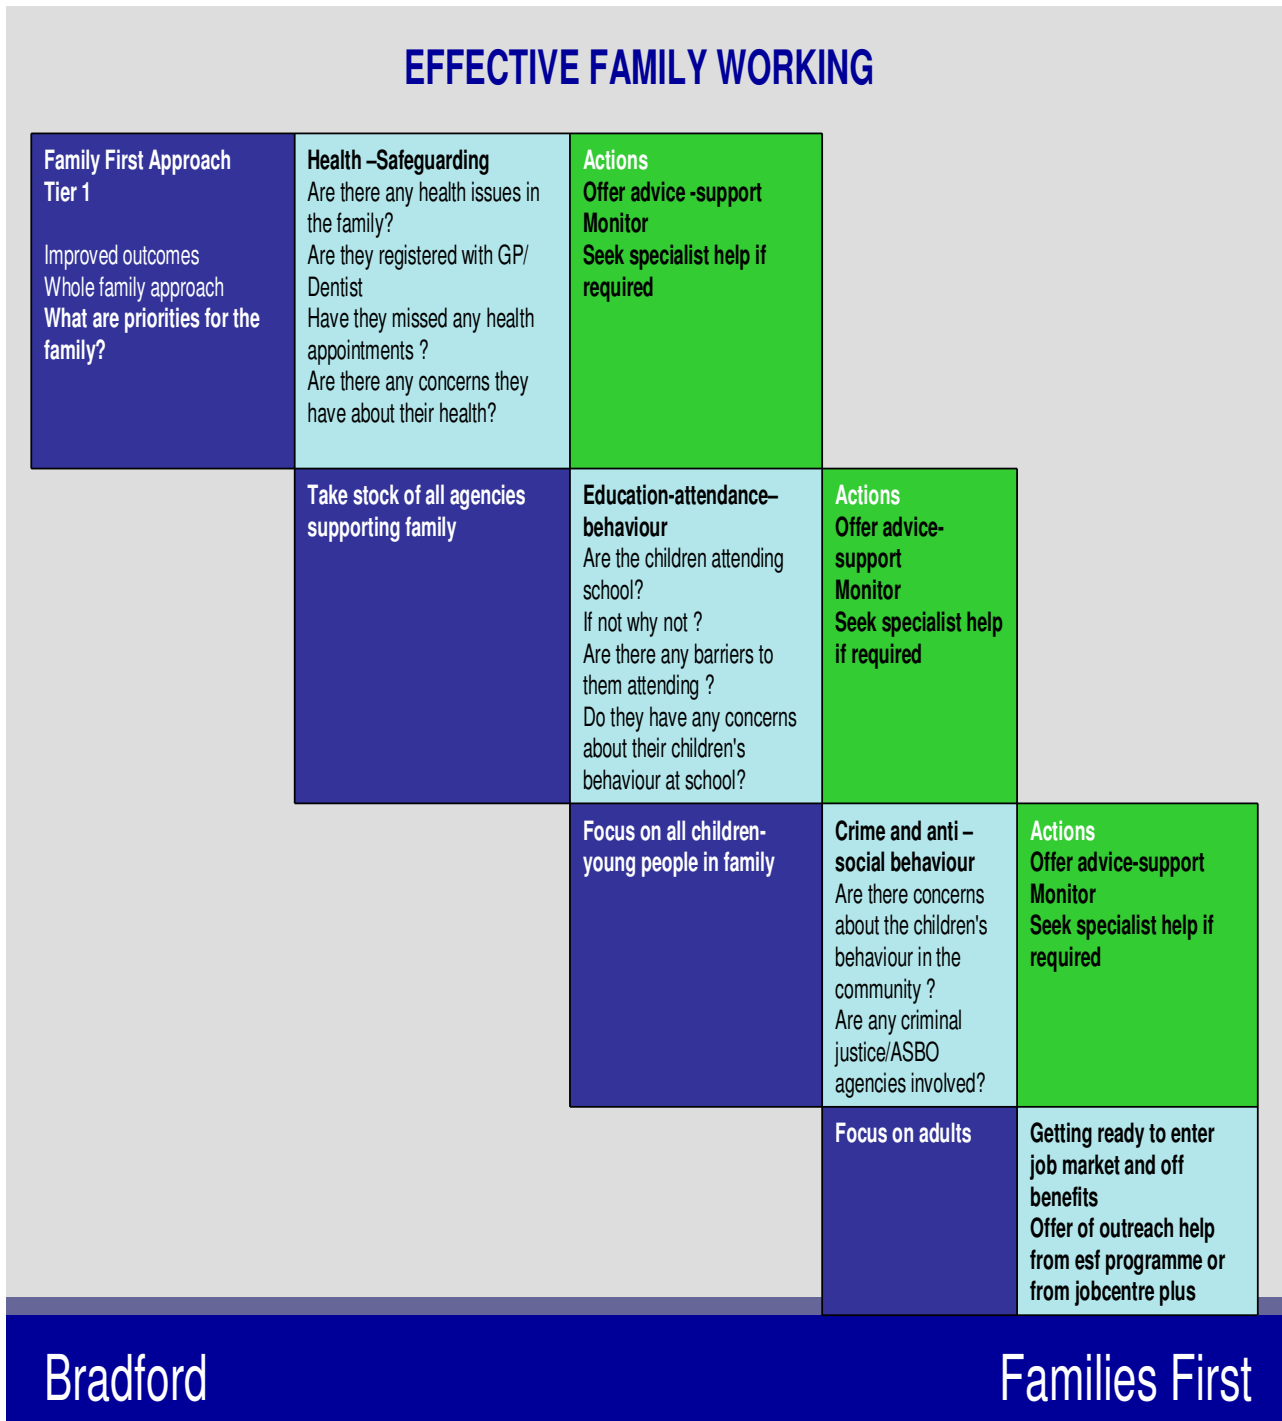 EFFECTIVE FAMILY WORKING
Family First Approach
Tier 1
Improved outcomes
Whole family approach
What are priorities for the
family?
Health –Safeguarding
Are there any health issues in
the family?
Are they registered with GP/
Dentist
Have they missed any health
appointments ?
Are there any concerns they
have about their health?
Actions
Offer advice -support
Monitor
Seek specialist help if
required
Take stock of all agencies
supporting family
Education-attendance–
behaviour
Are the children attending
school?
If not why not ?
Are there any barriers to
them attending ?
Do they have any concerns
about their children's
behaviour at school?
Actions
Offer advice-
support
Monitor
Seek specialist help
if required
Focus on all children-
young people in family
Crime and anti –
social behaviour
Are there concerns
about the children's
behaviour in the
community ?
Are any criminal
justice/ASBO
agencies involved?
Actions
Offer advice-support
Monitor
Seek specialist help if
required
Focus on adults
Getting ready to enter
job market and off
benefits
Offer of outreach help
from esf programme or
from jobcentre plus
Bradford
Families First